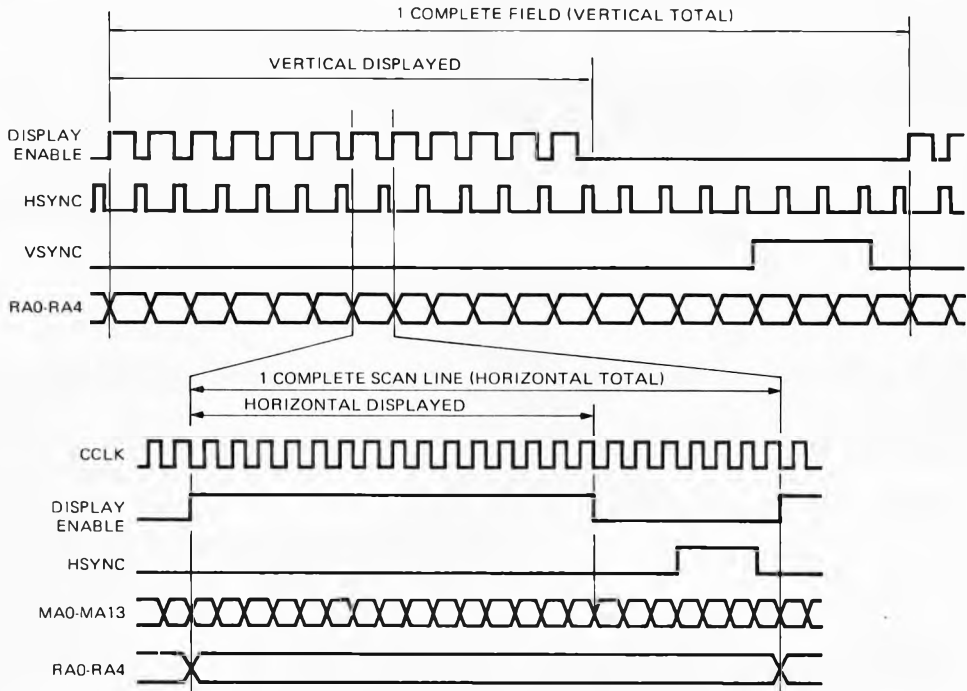 1 COMPLETE FIELD (VERTICAL TOTAL)
VERTICAL DISPLAYED
DISPLAY
ENABLE
HSYNC
VSYNC
RA0-RA4
1 COMPLETE SCAN LINE (HORIZONTAL TOTAL)
HORIZONTAL DISPLAYED
CCLK
DISPLAY
ENABLE
HSYNC
MA0-MA13
RA0-RA4